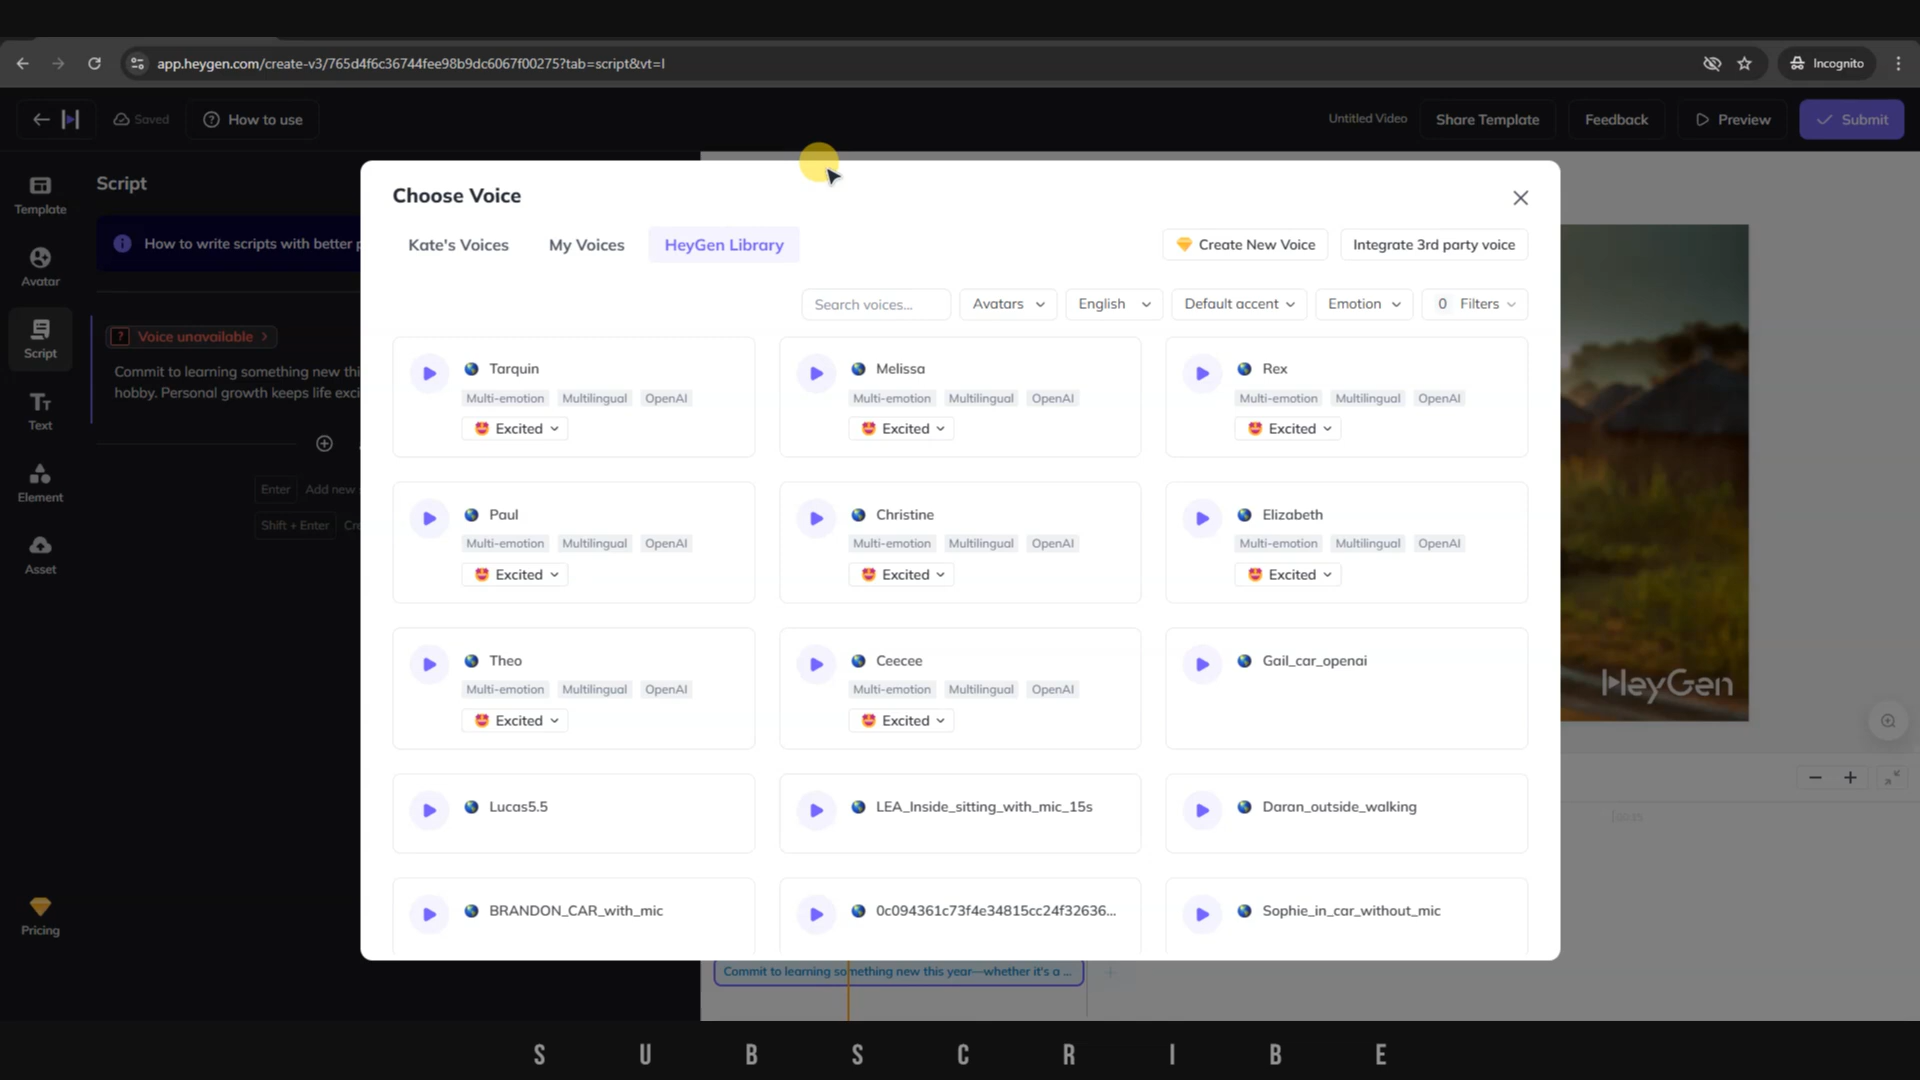 app.heygen.com/create-v3/765d4f6c36744fee98b9dc6067f00275?tab=script&vt=l
Incognito
Saved
How to use
Untitled Video
Share Template
Feedback
Preview
Submit
Template
Avatar
Script
Text
Element
Asset
Pricing
Script
How to write scripts with better
Voice unavailable
Commit to learning something new
hobby. Personal growth keeps life
Enter Add new
Shift + Enter
Choose Voice
Kate's Voices
My Voices
HeyGen Library
Create New Voice
Integrate 3rd party voice
Search voices...
Avatars
English
Default accent
Emotion
0 Filters
Tarquin
Multi-emotion Multilingual OpenAI
Excited
Melissa
Multi-emotion Multilingual OpenAI
Excited
Rex
Multi-emotion Multilingual OpenAI
Excited
Paul
Multi-emotion Multilingual OpenAI
Excited
Christine
Multi-emotion Multilingual OpenAI
Excited
Elizabeth
Multi-emotion Multilingual OpenAI
Excited
Theo
Multi-emotion Multilingual OpenAI
Excited
Ceecee
Multi-emotion Multilingual OpenAI
Excited
Gail_car_openai
Lucas5.5
LEA_Inside_sitting_with_mic_15s
Daran_outside_walking
BRANDON_CAR_with_mic
0c094361c73f4e34815cc24f32636...
Sophie_in_car_without_mic
HeyGen
Commit to learning something new this year—whether it's a ...
SUBSCRIBE